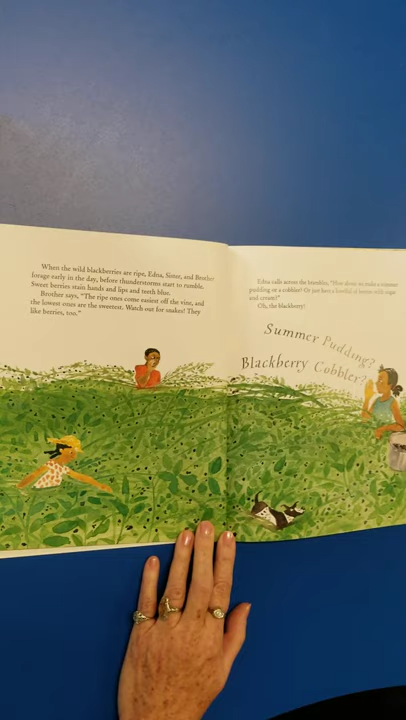 When the wild blackberries are ripe, Edna, Sister, and Brother
forage early in the day, before thunderstorms start to rumble.
Sweet berries stain hands and lips and teeth blue.
Brother says, “The ripe ones come easiest off the vine, and
the lowest ones are the sweetest. Watch out for snakes! They
like berries, too.”
Edna calls across the brambles, “How about we make a summer
pudding or a cobbler? Or just have a bowlful of berries with sugar
and cream?”
Oh, the blackberry!
Summer Pudding?
Blackberry Cobbler?